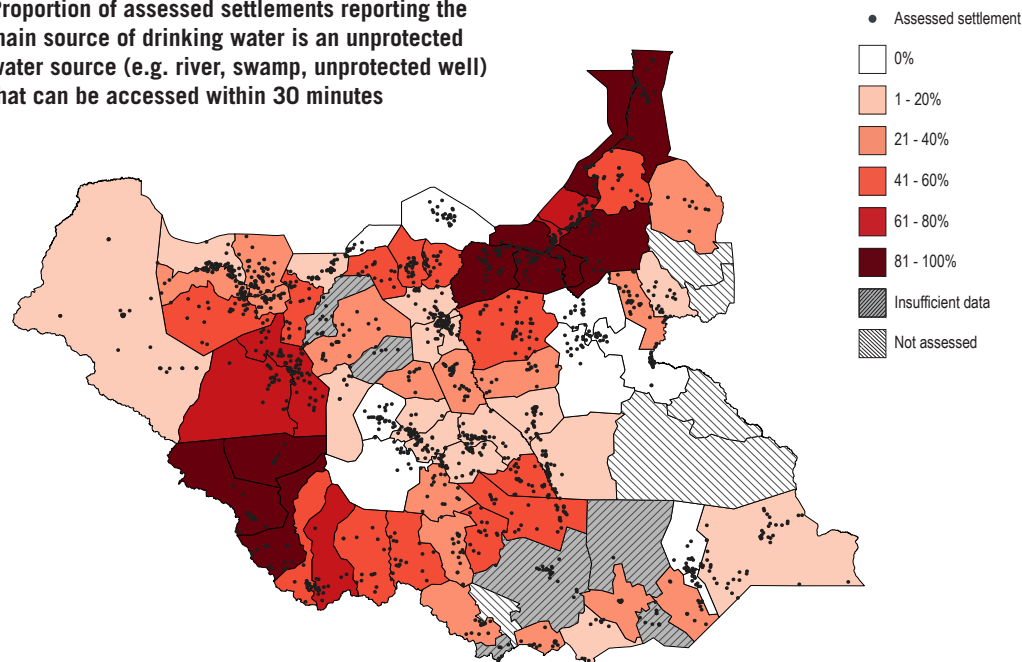 Proportion of assessed settlements reporting the
main source of drinking water is an unprotected
water source (e.g. river, swamp, unprotected well)
that can be accessed within 30 minutes
Assessed settlement
0%
1 - 20%
21 - 40%
41 - 60%
61 - 80%
81 - 100%
Insufficient data
Not assessed